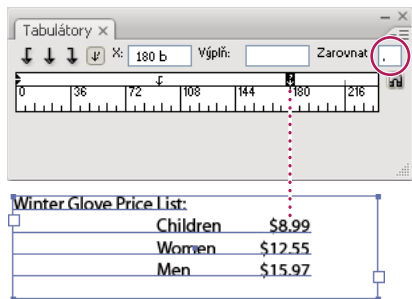 Tabulátory ×
X: 180 b Výplň: Zarovnat .
0 36 72 108 144 180 216
Winter Glove Price List:
Children $8.99
Women $12.55
Men $15.97